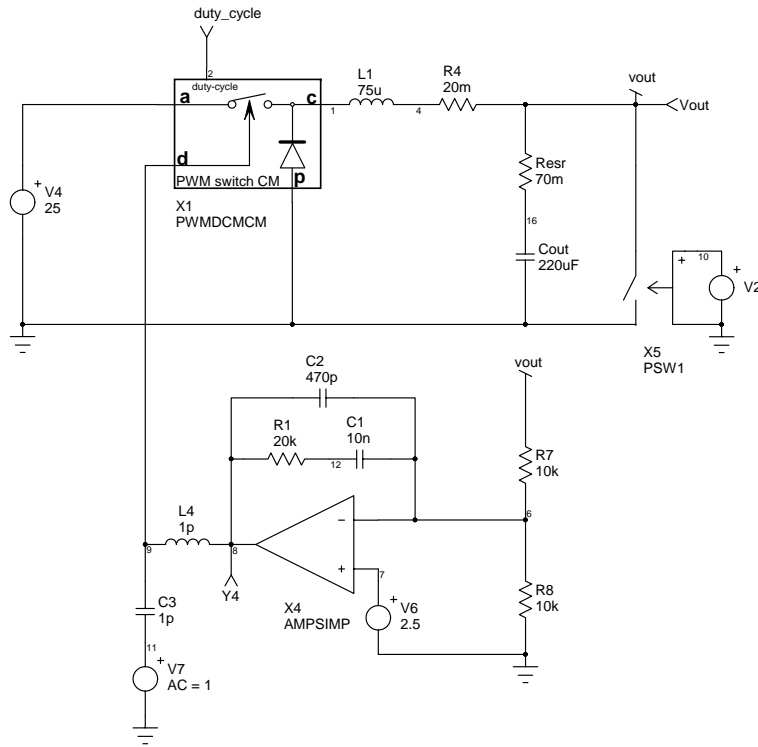 duty_cycle
2
duty-cycle
a
c
d
PWM switch CM
p
X1
PWMDCMCM
L1
75u
1
4
R4
20m
vout
Vout
Resr
70m
16
Cout
220uF
+
V4
25
+
10
+
V2
X5
PSW1
C2
470p
R1
20k
12
C1
10n
vout
R7
10k
6
R8
10k
L4
1p
9
8
Y4
–
+
7
X4
AMPSIMP
+
V6
2.5
C3
1p
11
+
V7
AC = 1